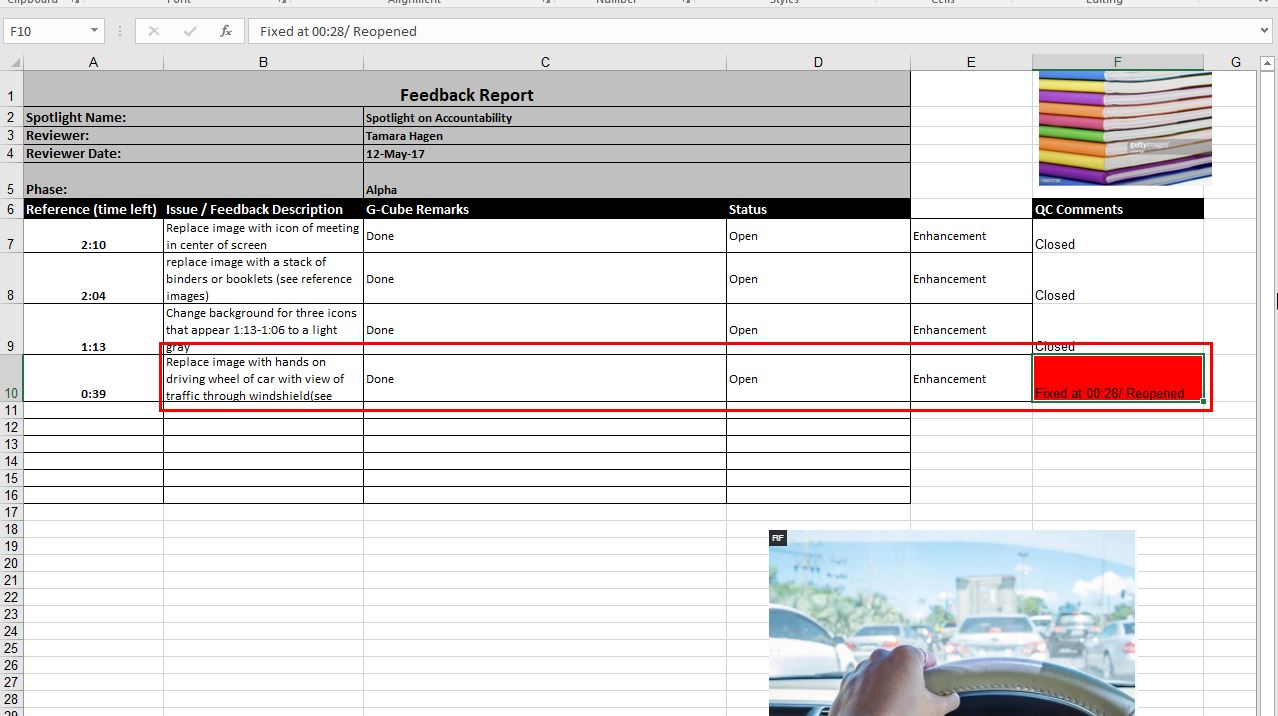 Clipboard Font Alignment Number Styles Cells Editing
F10 fx Fixed at 00:28/ Reopened
A B C D E F G
1 Feedback Report
2 Spotlight Name: Spotlight on Accountability
3 Reviewer: Tamara Hagen
4 Reviewer Date: 12-May-17
5 Phase: Alpha
gettyimages
6 Reference (time left) Issue / Feedback Description G-Cube Remarks Status QC Comments
Replace image with icon of meeting
7 2:10 in center of screen Done Open Enhancement Closed
replace image with a stack of
binders or booklets (see reference Done Open Enhancement
8 2:04 images) Closed
Change background for three icons
that appear 1:13-1:06 to a light Done Open Enhancement
9 1:13 gray Closed
Replace image with hands on
driving wheel of car with view of Done Open Enhancement
10 0:39 traffic through windshield(see Fixed at 00:28/ Reopened
11
12
13
14
15
16
17
18
RF
19
20
21
22
23
24
25
26
27
28
29